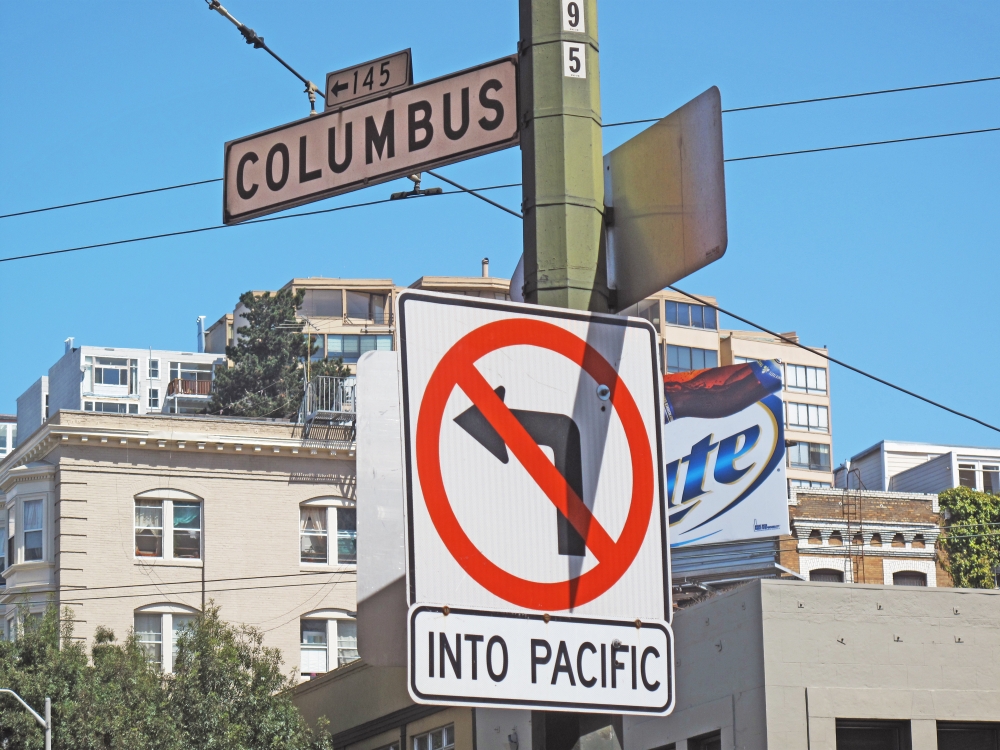 9
5
←145
COLUMBUS
ite
INTO PACIFIC